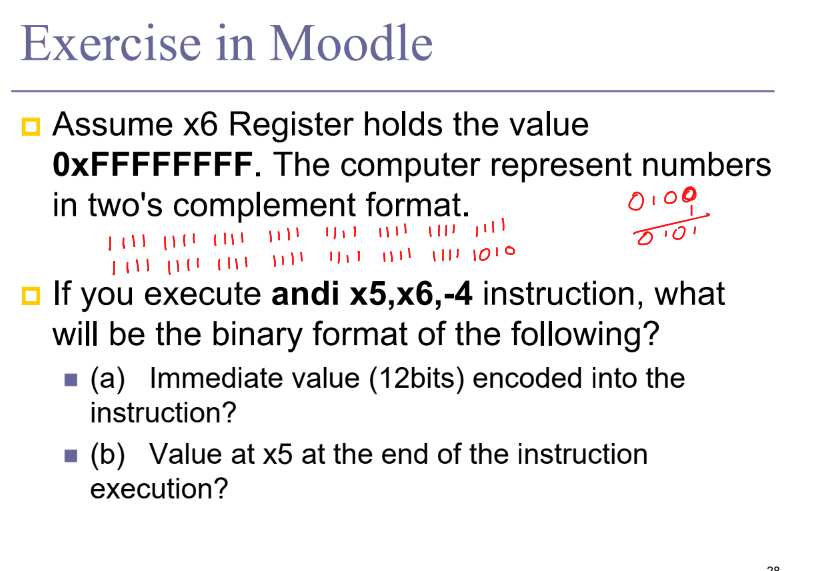 Exercise in Moodle
Assume x6 Register holds the value
0xFFFFFFFF. The computer represent numbers
in two's complement format.
0100
1
0101
1111 1111 1111 1111 1111 1111 1111 1111
1111 1111 1111 1111 1111 1111 1111 1010
If you execute andi x5,x6,-4 instruction, what
will be the binary format of the following?
(a) Immediate value (12bits) encoded into the
instruction?
(b) Value at x5 at the end of the instruction
execution?
28